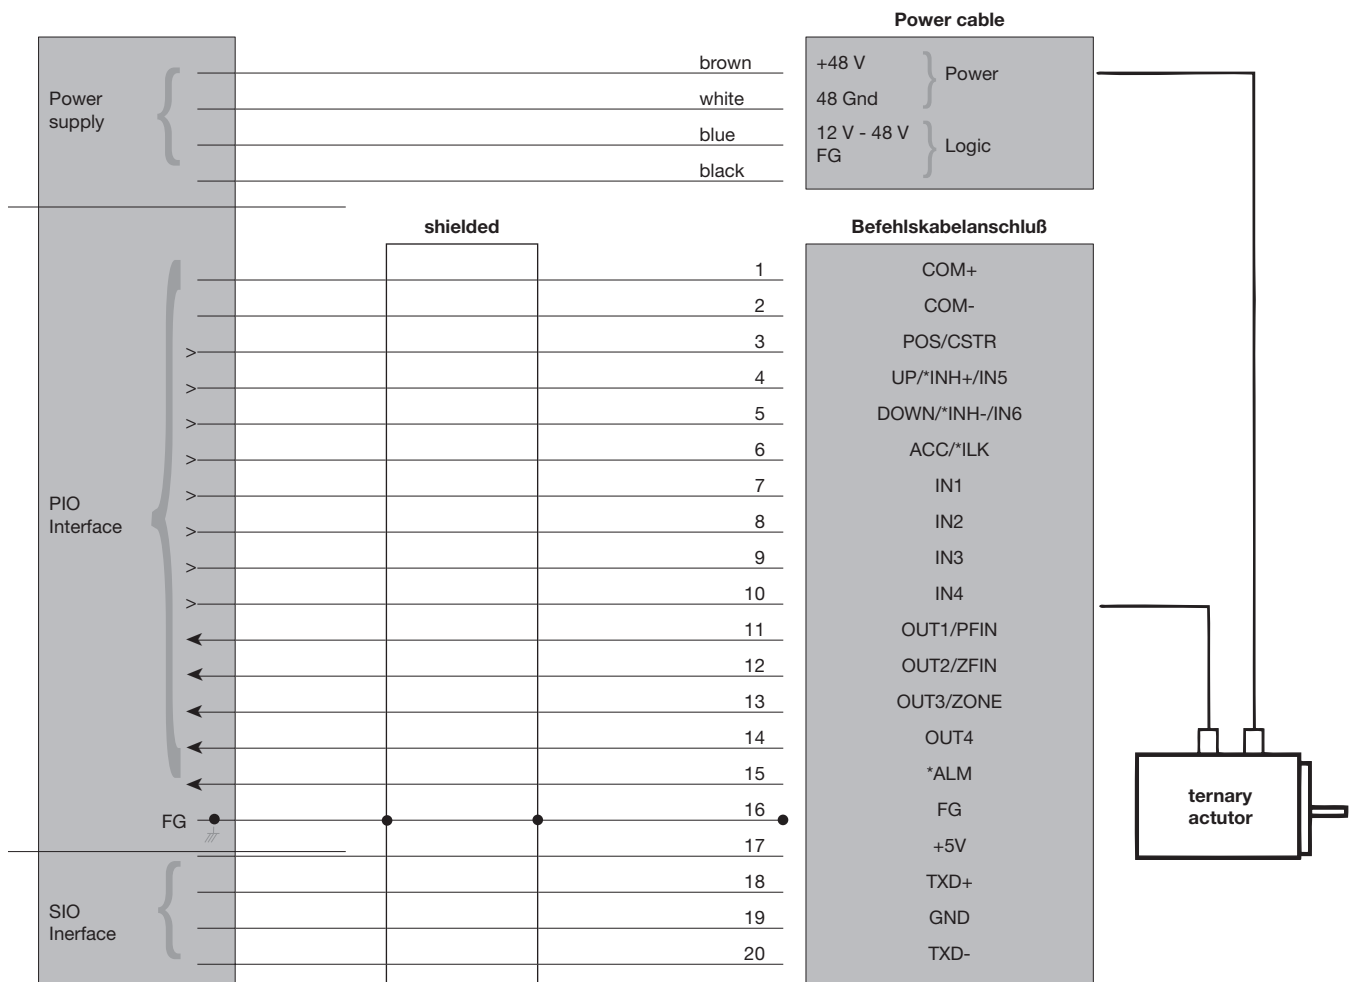 Power cable
brown
+48 V
Power
Power
supply
white
48 Gnd
blue
12 V - 48 V
Logic
FG
black
shielded
Befehlskabelanschluß
1 COM+
2 COM-
> 3 POS/CSTR
> 4 UP/*INH+/IN5
> 5 DOWN/*INH-/IN6
> 6 ACC/*ILK
> 7 IN1
PIO
Interface
> 8 IN2
> 9 IN3
> 10 IN4
11 OUT1/PFIN
12 OUT2/ZFIN
13 OUT3/ZONE
14 OUT4
15 *ALM
FG 16 FG
17 +5V
18 TXD+
SIO
Inerface
19 GND
20 TXD-
ternary
actutor